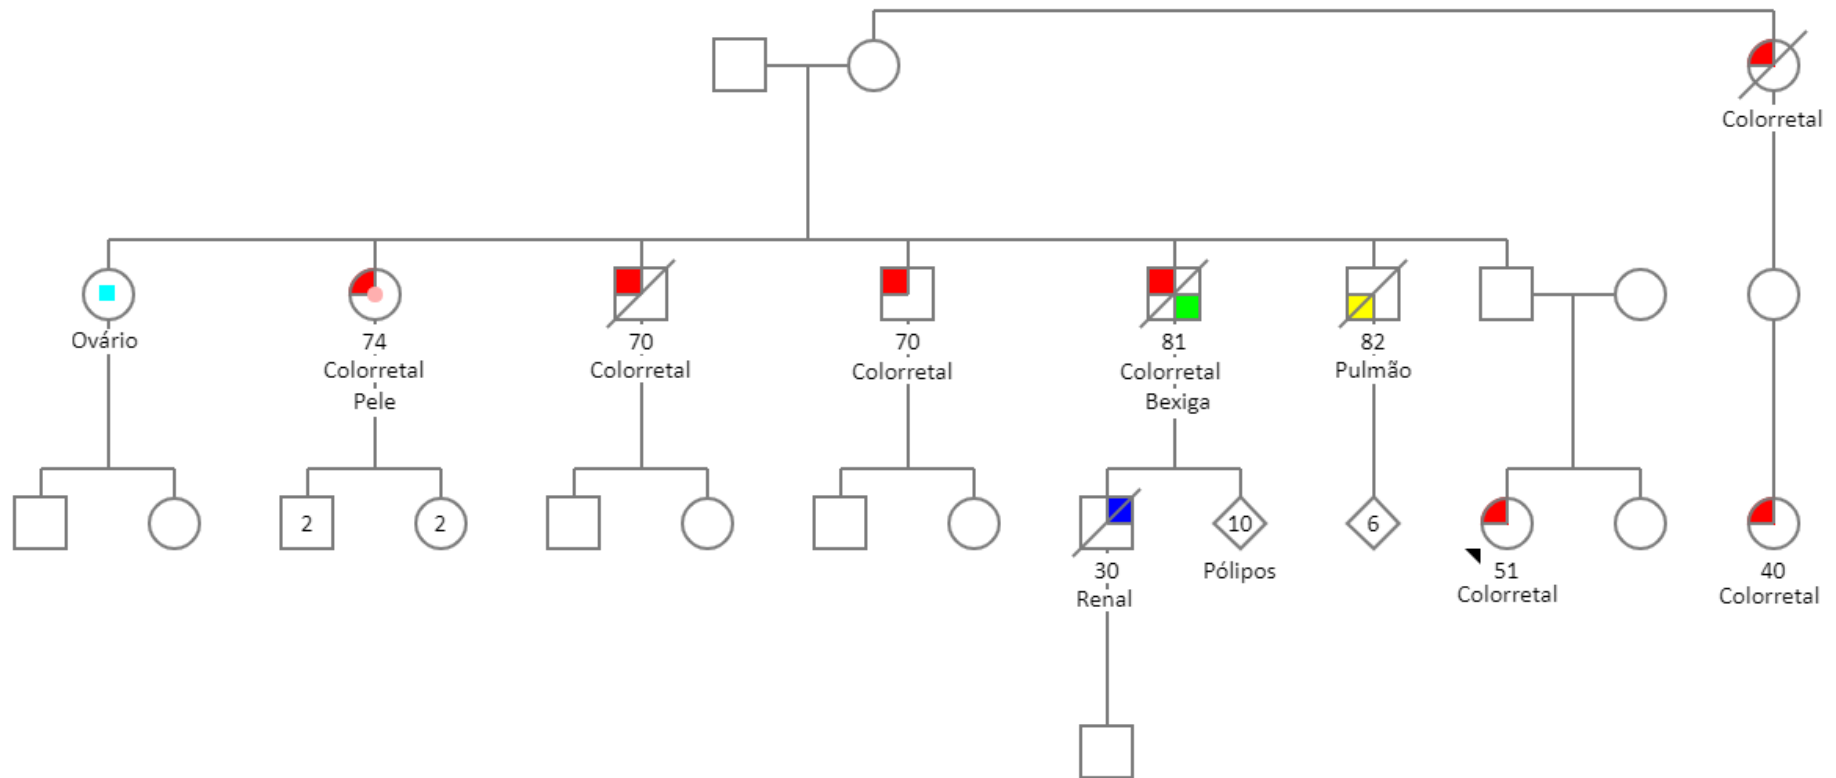 Colorretal
Ovário
74
Colorretal
Pele
70
Colorretal
70
Colorretal
81
Colorretal
Bexiga
82
Pulmão
2
2
30
Renal
10
Pólipos
6
51
Colorretal
40
Colorretal